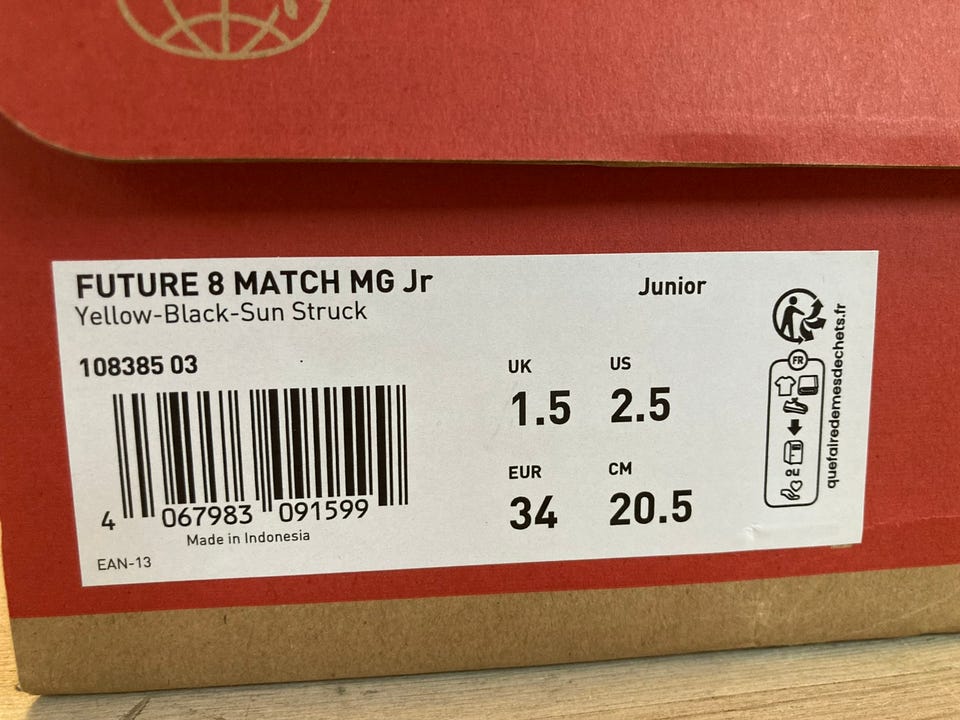 FUTURE 8 MATCH MG Jr
Junior
Yellow-Black-Sun Struck
108385 03
UK
US
1.5
2.5
EUR
CM
34
20.5
4 067983 091599
Made in Indonesia
EAN-13
FR
OU
quefairedemesdechets.fr